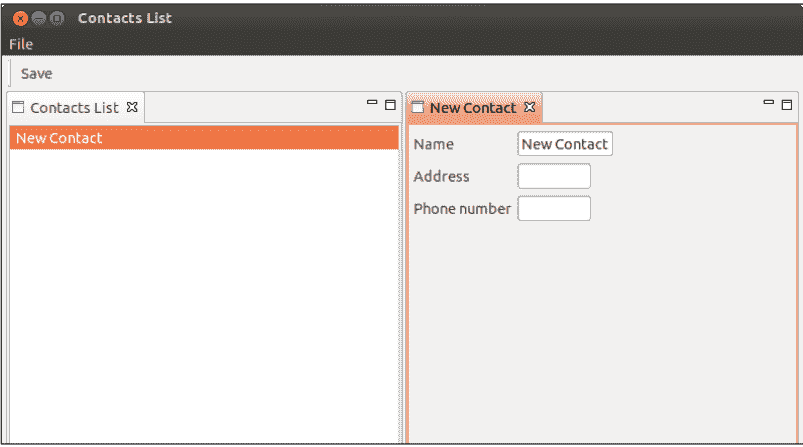 Contacts List
File
Save
Contacts List
New Contact
New Contact
Name New Contact
Address
Phone number